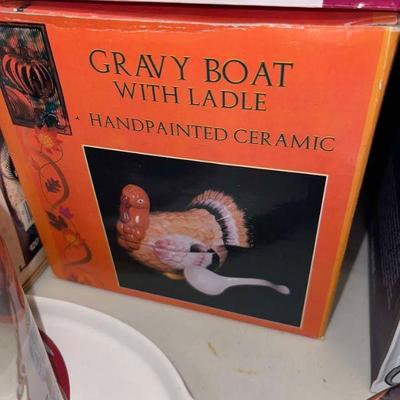 GRAVY BOAT
WITH LADLE
HANDPAINTED CERAMIC